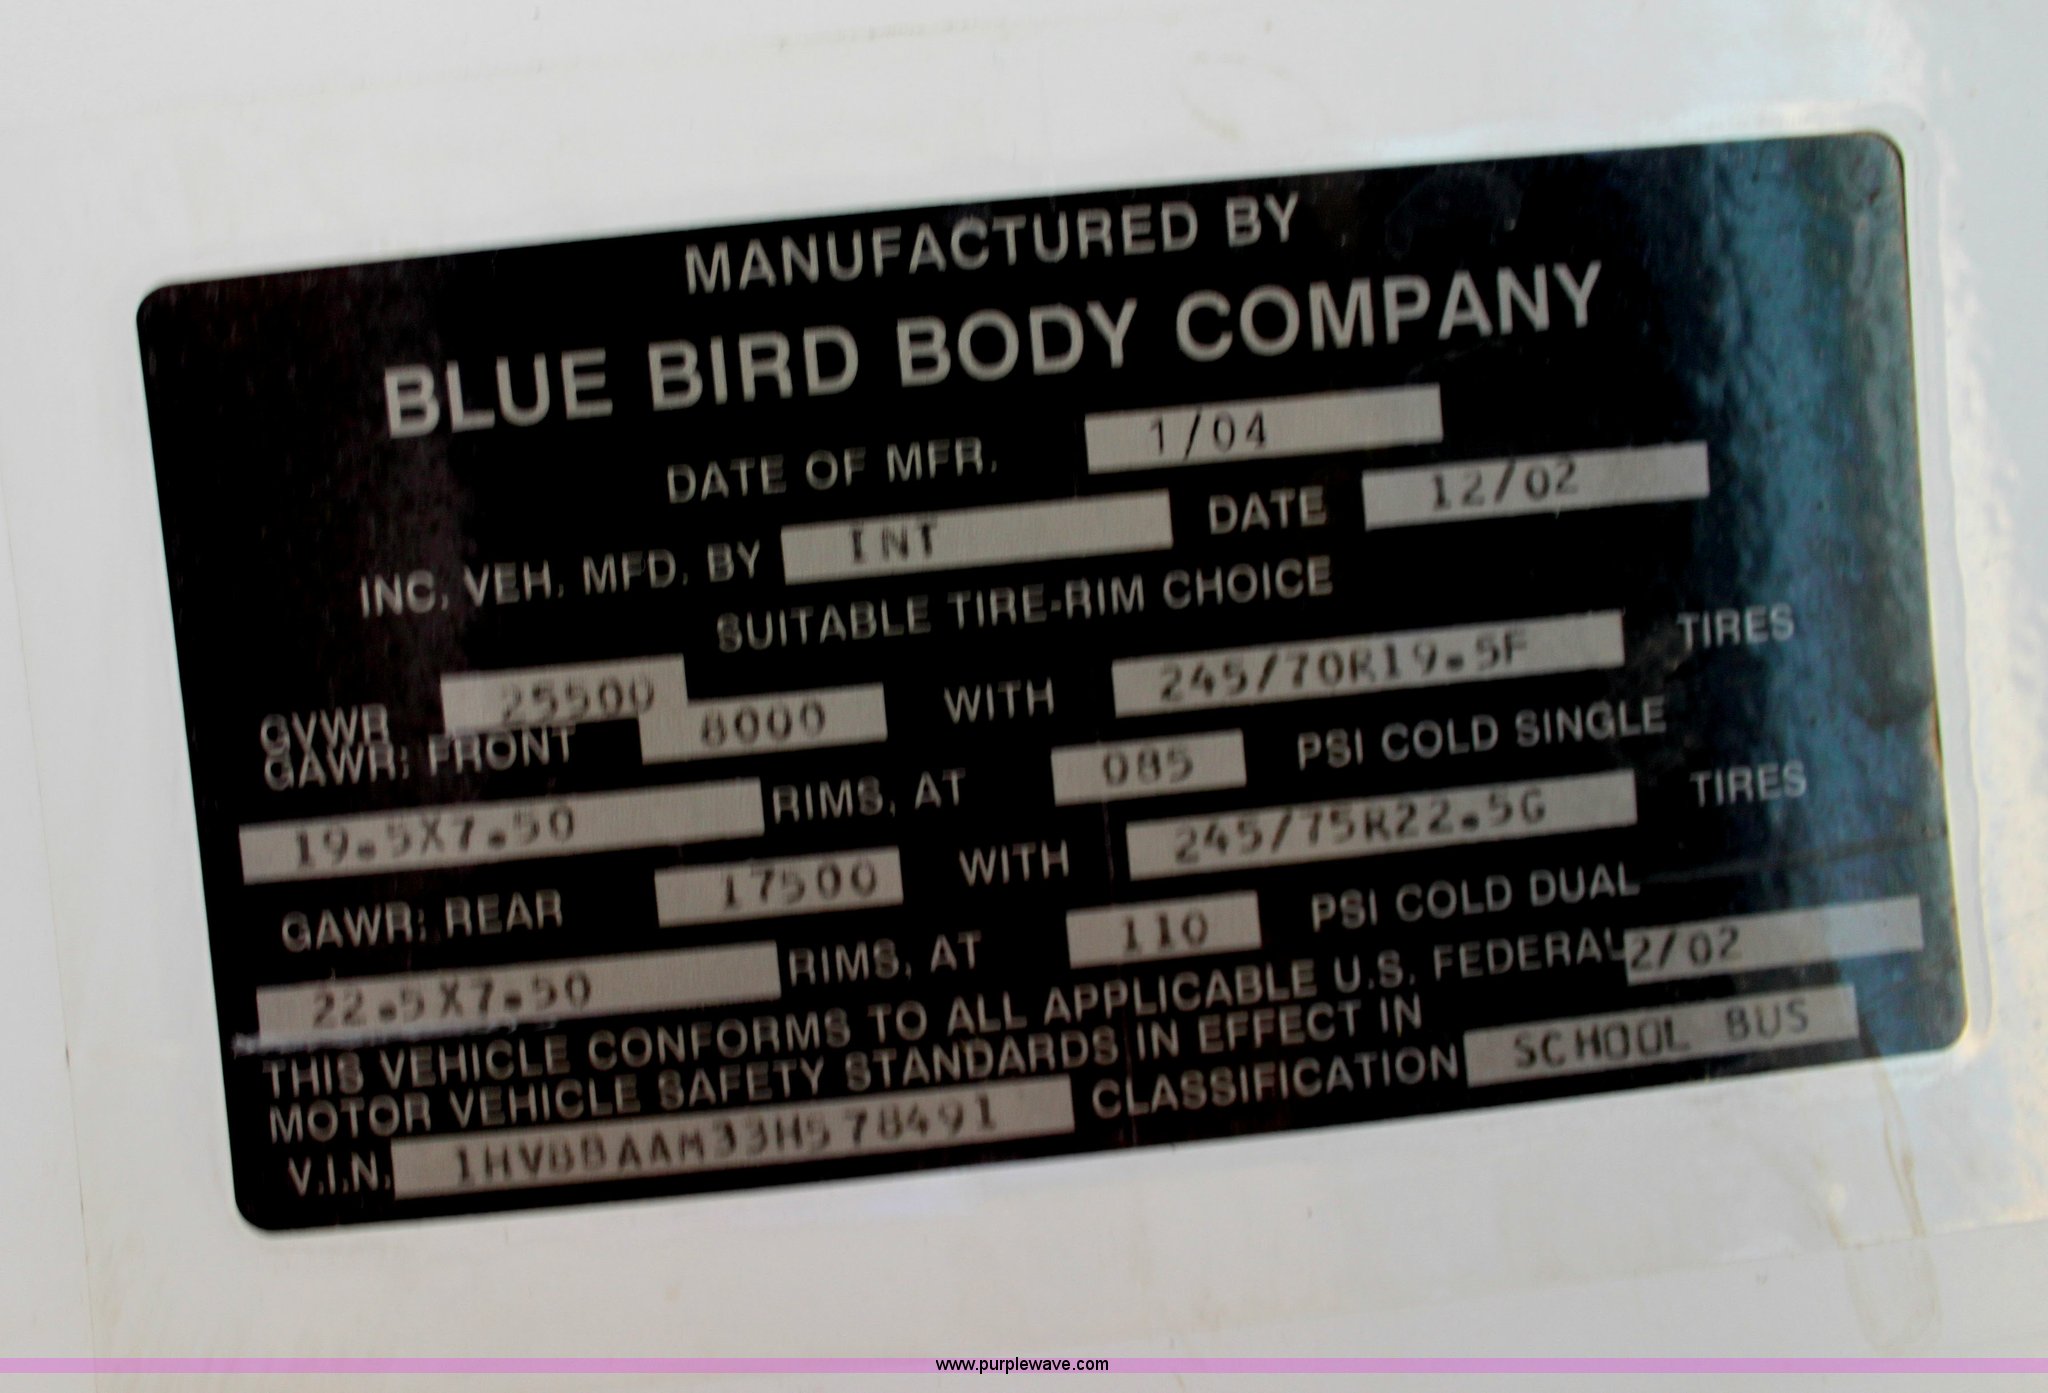 MANUFACTURED BY
BLUE BIRD BODY COMPANY
DATE OF MFR. 1/04
INC. VEH. MFD. BY INT DATE 12/02
SUITABLE TIRE-RIM CHOICE
GVWR 25500
GAWR: FRONT 8000 WITH 245/70R19.5F TIRES
19.5X7.50 RIMS, AT 085 PSI COLD SINGLE
GAWR: REAR 17500 WITH 245/75R22.5G TIRES
22.5X7.50 RIMS, AT 110 PSI COLD DUAL
THIS VEHICLE CONFORMS TO ALL APPLICABLE U.S. FEDERAL
MOTOR VEHICLE SAFETY STANDARDS IN EFFECT IN 2/02
V.I.N. 1HVBBAAM33H578491 CLASSIFICATION SCHOOL BUS
www.purplewave.com